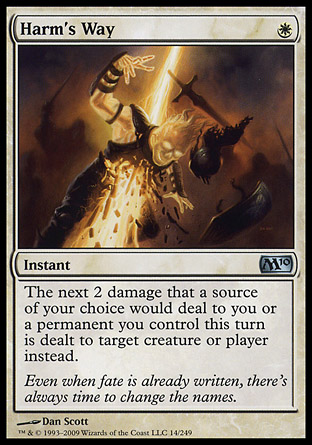 Harm's Way
Instant
M10
The next 2 damage that a source
of your choice would deal to you or
a permanent you control this turn
is dealt to target creature or player
instead.
Even when fate is already written, there's
always time to change the names.
Dan Scott
™ & © 1993–2009 Wizards of the Coast LLC 14/249